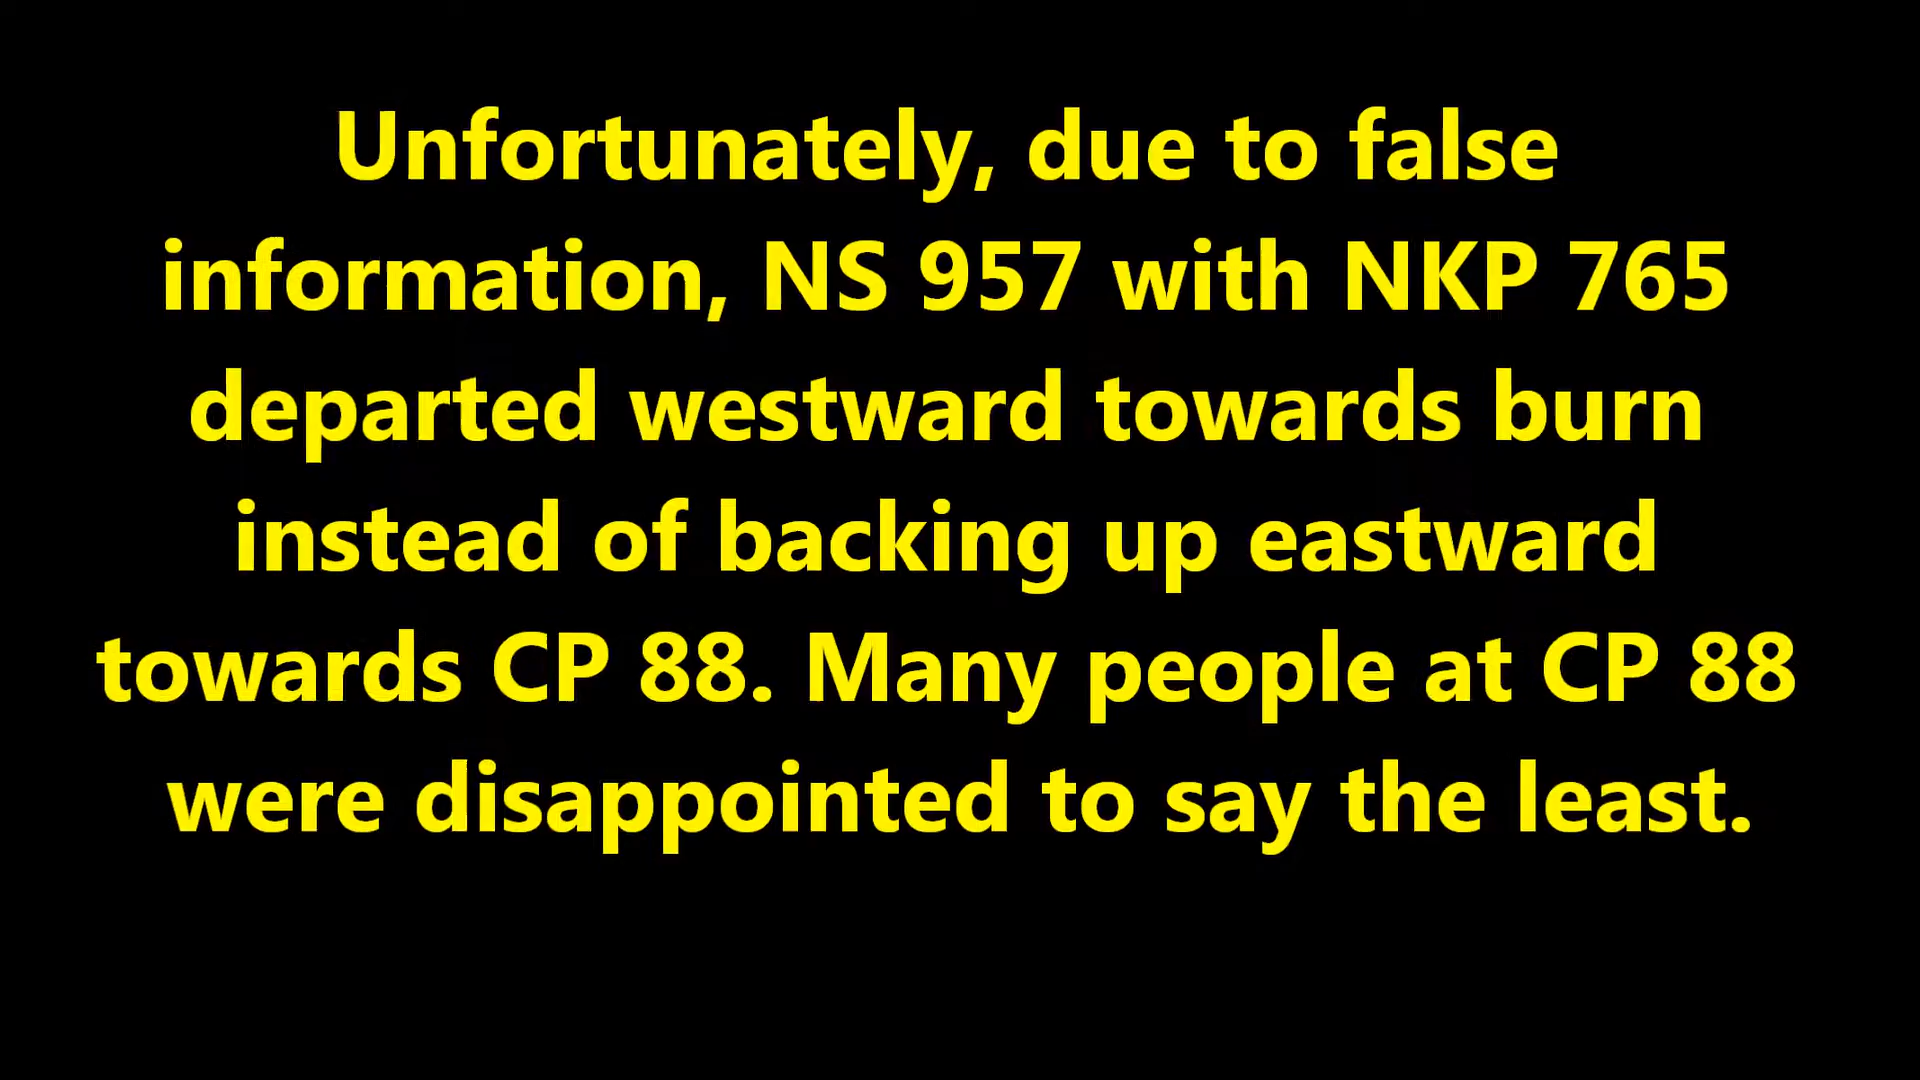 Unfortunately, due to false
information, NS 957 with NKP 765
departed westward towards burn
instead of backing up eastward
towards CP 88. Many people at CP 88
were disappointed to say the least.